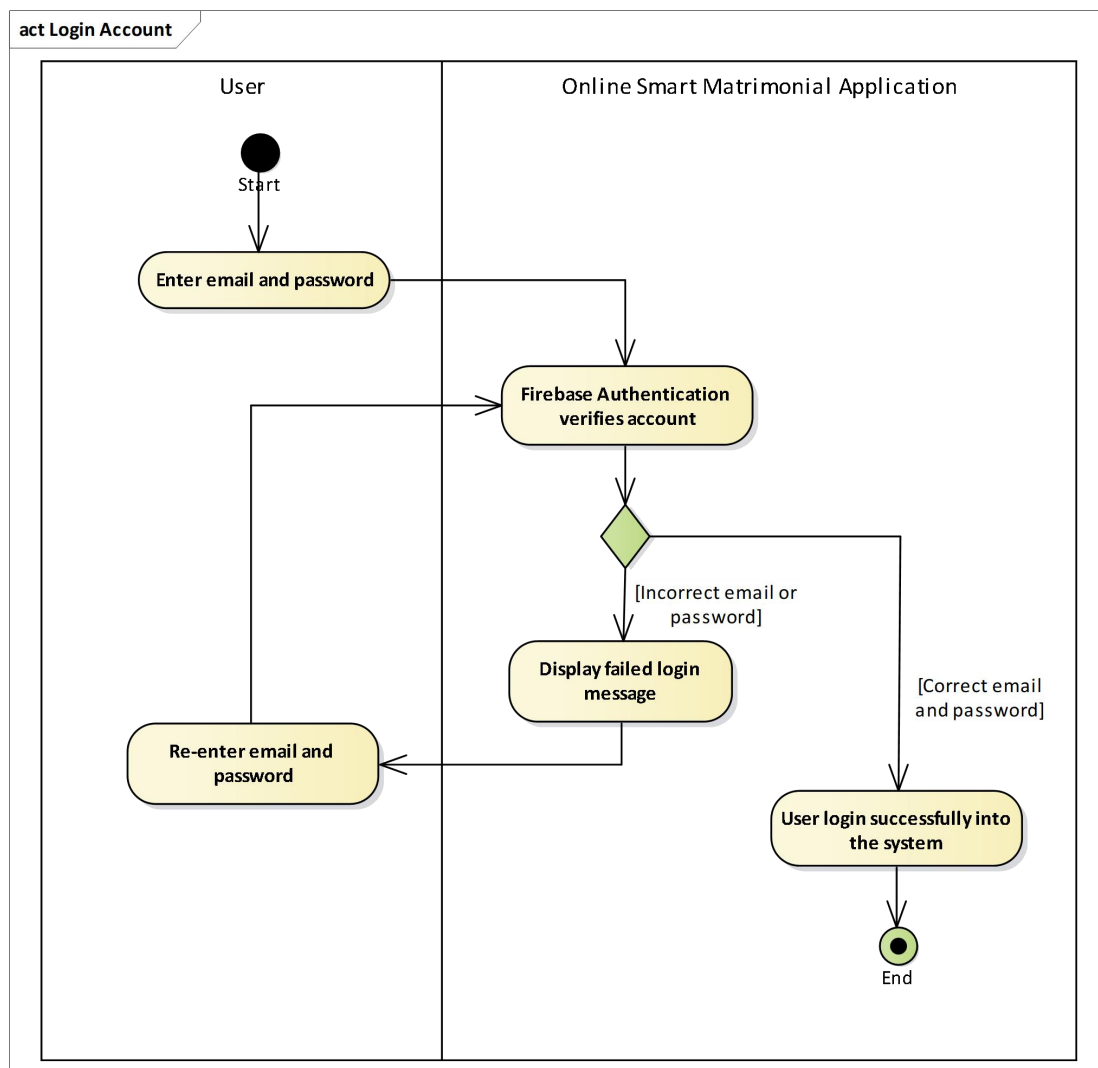 act Login Account
User
Online Smart Matrimonial Application
Start
Enter email and password
Firebase Authentication
verifies account
[Incorrect email or
password]
Display failed login
message
[Correct email
and password]
Re-enter email and
password
User login successfully into
the system
End